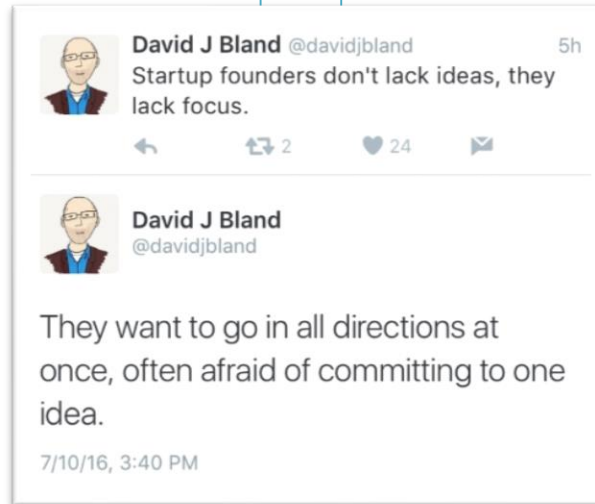 David J Bland @davidjbland 5h
Startup founders don't lack ideas, they
lack focus.
2 24
David J Bland
@davidjbland
They want to go in all directions at
once, often afraid of committing to one
idea.
7/10/16, 3:40 PM